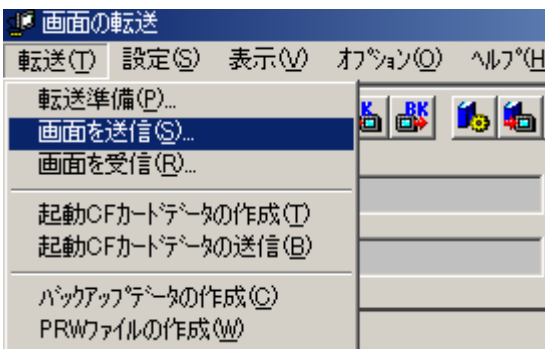 画面の転送
転送(T) 設定(S) 表示(V) オプション(O) ヘルプ(H
転送準備(P)...
画面を送信(S)...
画面を受信(R)...
起動CFカードデータの作成(T)
起動CFカードデータの送信(B)
バックアップデータの作成(C)
PRWファイルの作成(W)
BK